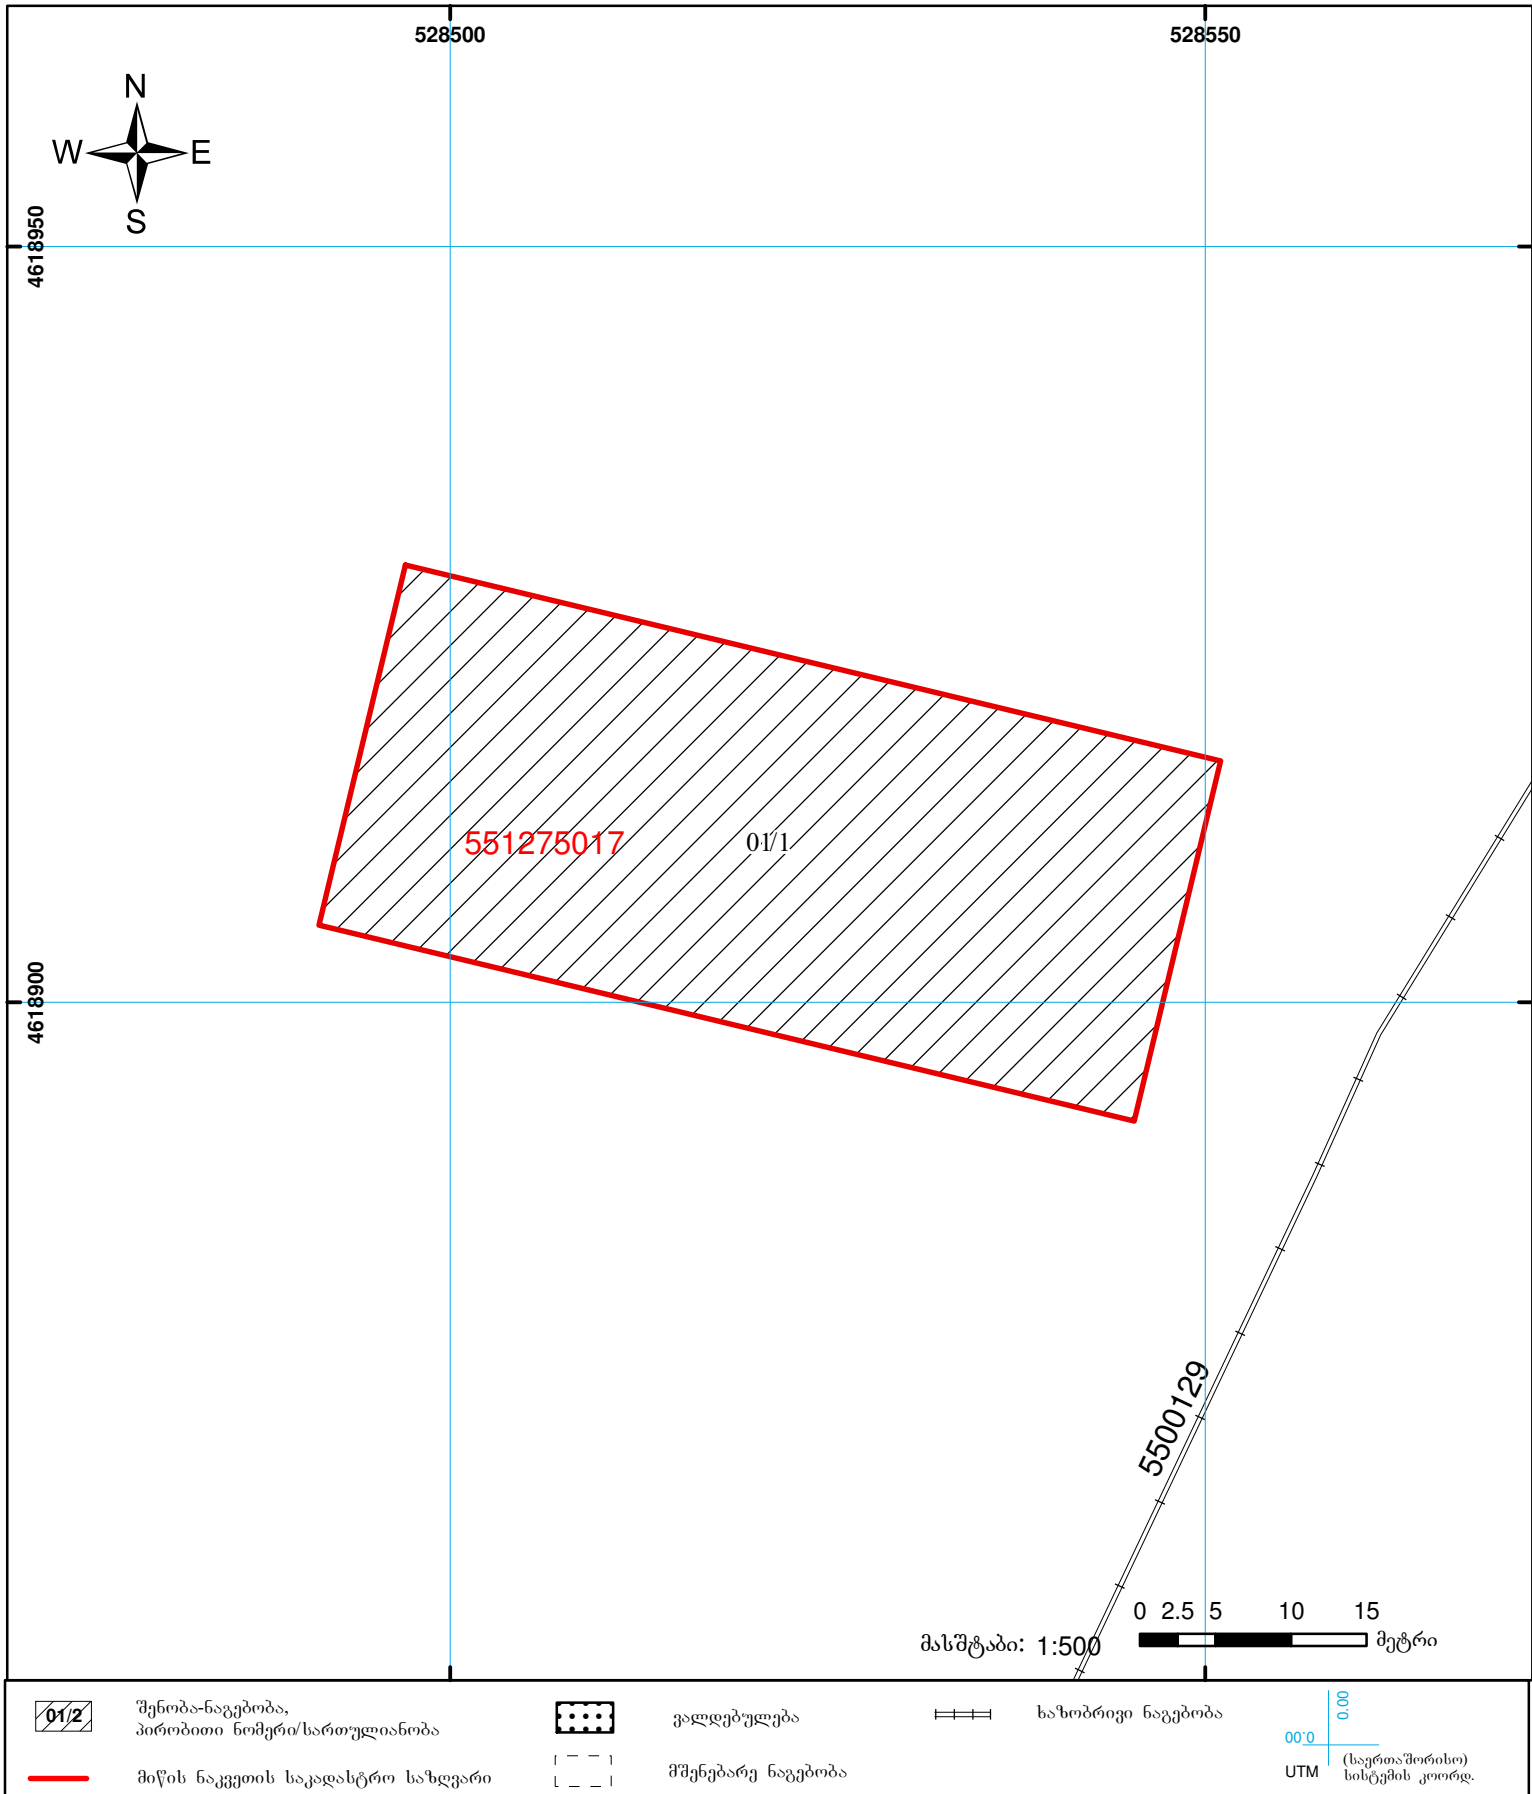 528500
528550
N
W
E
S
4618950
551275017
01/1
4618900
5500129
0 2.5 5 10 15
მასშტაბი: 1:500
მეტრი
01/2
შენობა-ნაგებობა,
პირობითი ნომერი/სართულიანობა
ვალდებულება
ხაზობრივი ნაგებობა
მიწის ნაკვეთის საკადასტრო საზღვარი
მშენებარე ნაგებობა
00.0
00.0
UTM
(საერთაშორისო)
სისტემის კოორდ.